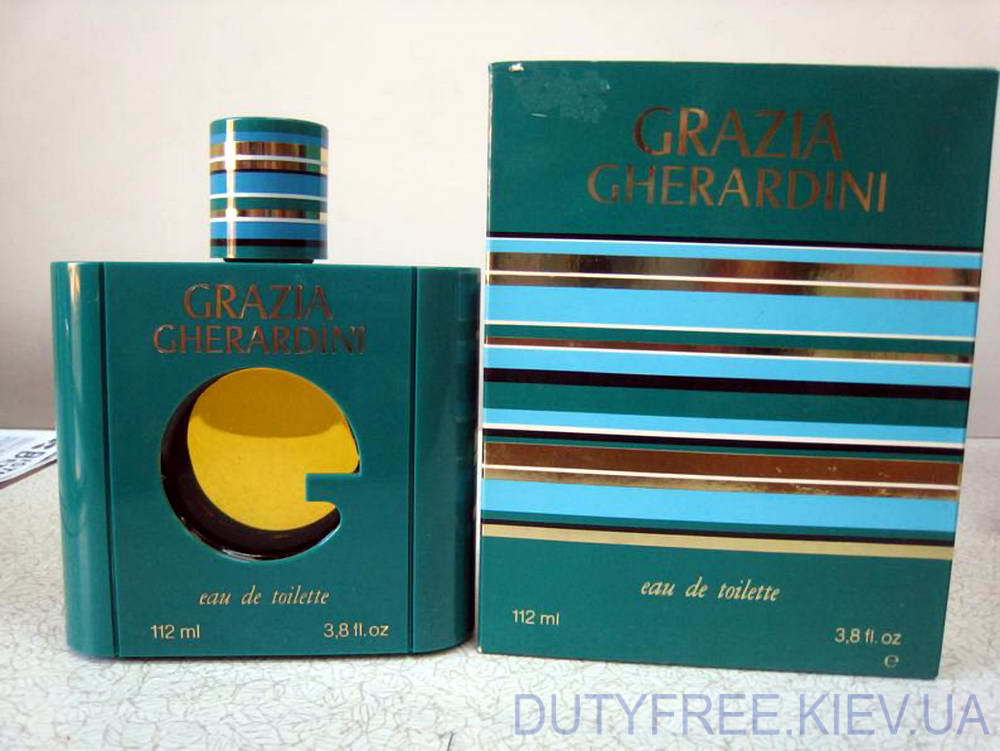 GRAZIA
GHERARDINI
eau de toilette
112 ml 3,8 fl. oz
GRAZIA
GHERARDINI
eau de toilette
112 ml
3,8 fl. oz
e
DUTYFREE.KIEV.UA